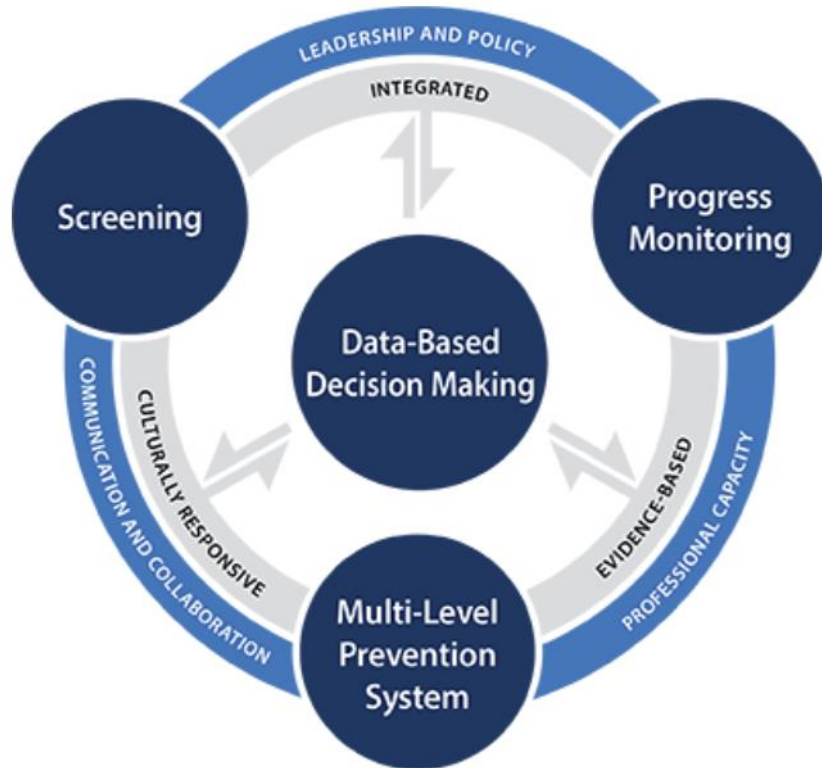 LEADERSHIP AND POLICY
INTEGRATED
Screening
Progress
Monitoring
Data-Based
Decision Making
COMMUNICATION AND COLLABORATION
CULTURALLY RESPONSIVE
EVIDENCE-BASED
PROFESSIONAL CAPACITY
Multi-Level
Prevention
System